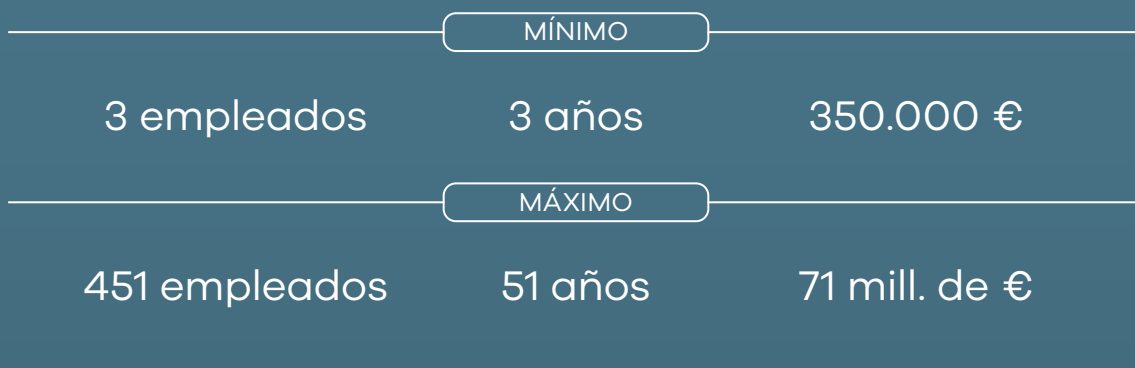 MÍNIMO
3 empleados 3 años 350.000 €
MÁXIMO
451 empleados 51 años 71 mill. de €